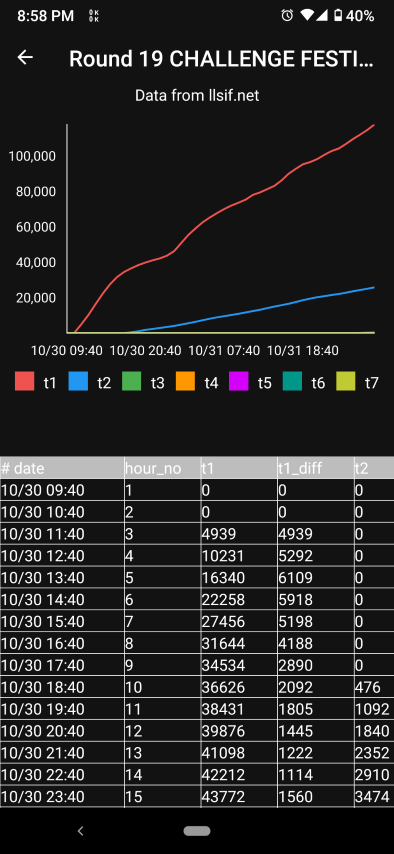 8:58 PM 0K 0K 40%
Round 19 CHALLENGE FESTI...
Data from llsif.net
100,000
80,000
60,000
40,000
20,000
10/30 09:40 10/30 20:40 10/31 07:40 10/31 18:40
t1 t2 t3 t4 t5 t6 t7
# date hour_no t1 t1_diff t2
10/30 09:40 1 0 0 0
10/30 10:40 2 0 0 0
10/30 11:40 3 4939 4939 0
10/30 12:40 4 10231 5292 0
10/30 13:40 5 16340 6109 0
10/30 14:40 6 22258 5918 0
10/30 15:40 7 27456 5198 0
10/30 16:40 8 31644 4188 0
10/30 17:40 9 34534 2890 0
10/30 18:40 10 36626 2092 476
10/30 19:40 11 38431 1805 1092
10/30 20:40 12 39876 1445 1840
10/30 21:40 13 41098 1222 2352
10/30 22:40 14 42212 1114 2910
10/30 23:40 15 43772 1560 3474